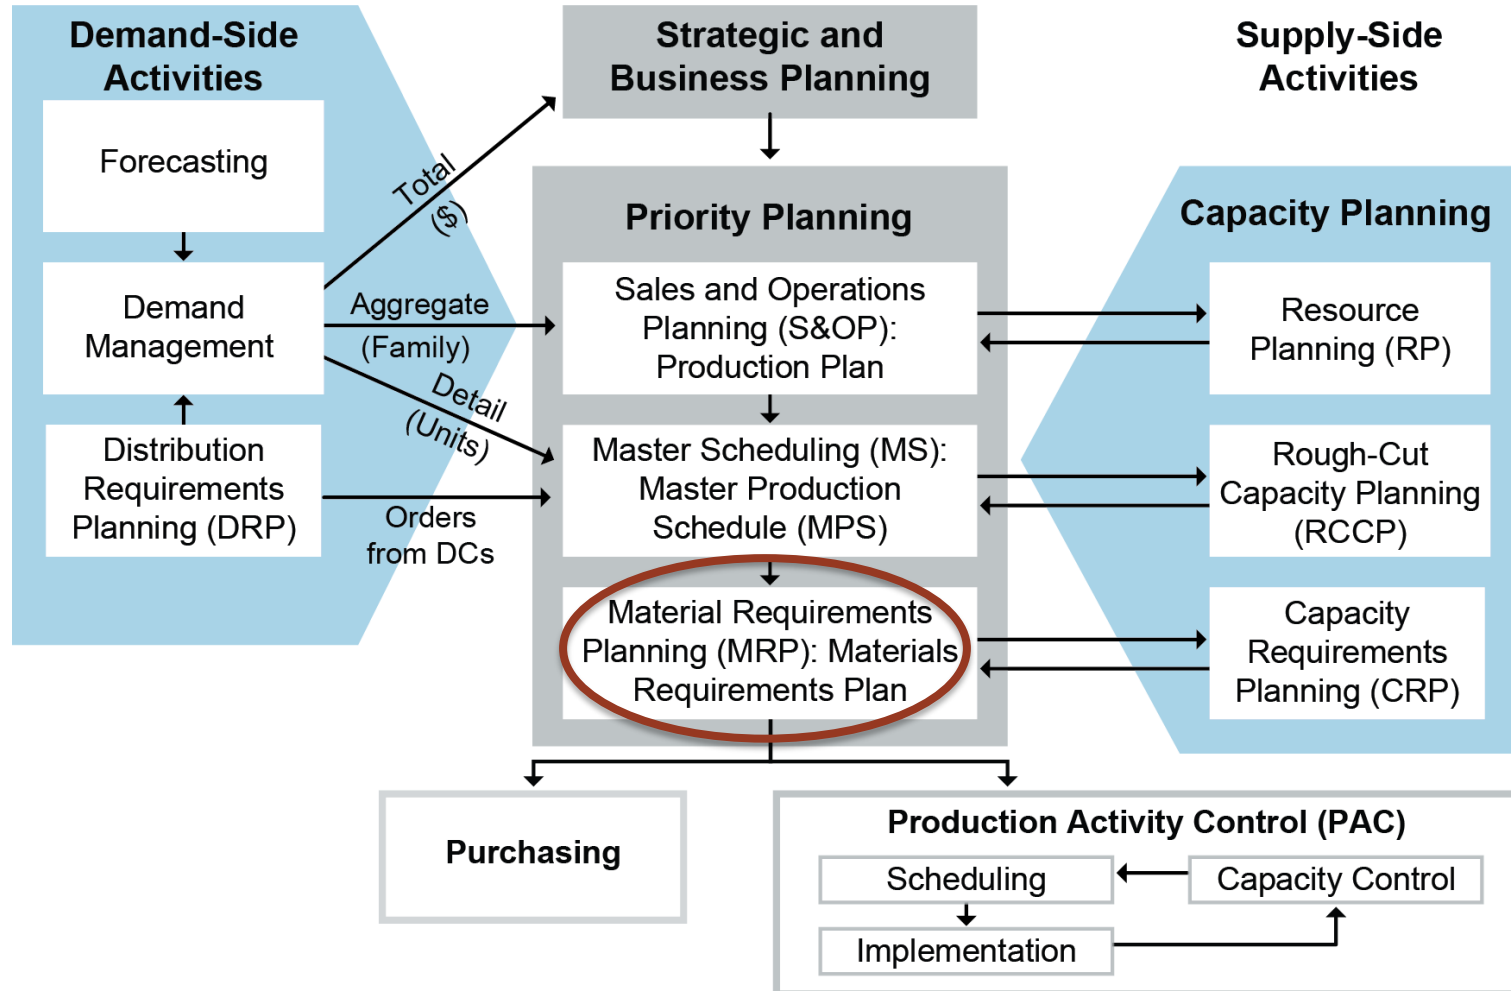 Demand-Side
Activities
Forecasting
Demand
Management
Distribution
Requirements
Planning (DRP)
Total
($)
Aggregate
(Family)
Detail
(Units)
Orders
from DCs
Strategic and
Business Planning
Priority Planning
Sales and Operations
Planning (S&OP):
Production Plan
Master Scheduling (MS):
Master Production
Schedule (MPS)
Material Requirements
Planning (MRP): Materials
Requirements Plan
Supply-Side
Activities
Capacity Planning
Resource
Planning (RP)
Rough-Cut
Capacity Planning
(RCCP)
Capacity
Requirements
Planning (CRP)
Purchasing
Production Activity Control (PAC)
Scheduling
Capacity Control
Implementation